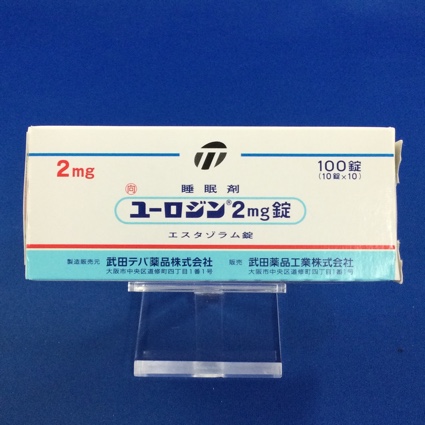 2mg
100錠
(10錠×10)
向
睡眠剤
ユーロジン®2mg錠
エスタゾラム錠
製造販売元 武田テバ薬品株式会社
大阪市中央区道修町四丁目1番1号
販売 武田薬品工業株式会社
大阪市中央区道修町四丁目1番1号